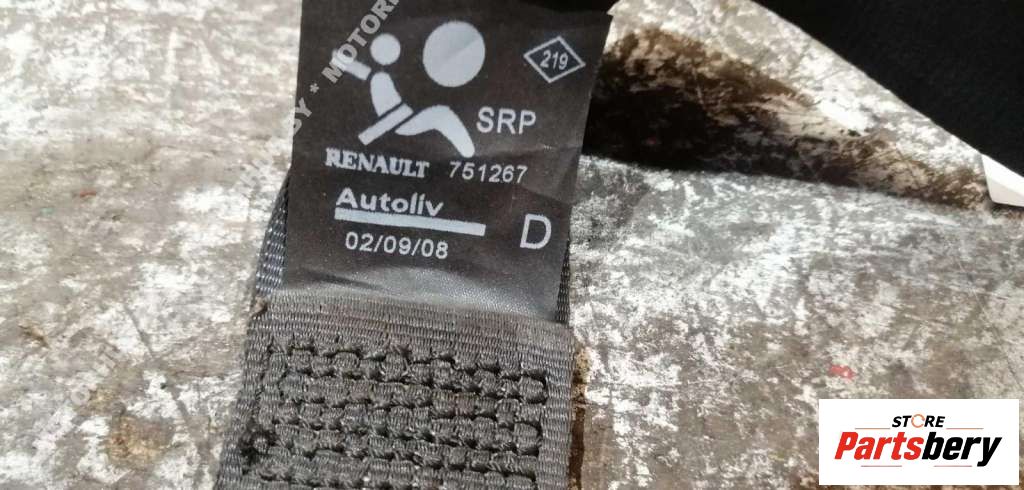 219
SRP
RENAULT 751267
Autoliv
02/09/08 D
STORE
Partsbery